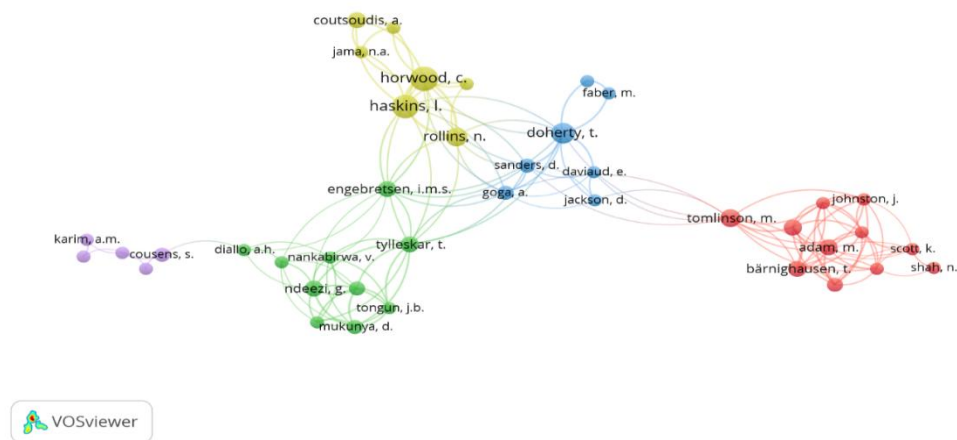 coutsoudis, a.
jama, n.a.
horwood, c.
haskins, l.
rollins, n.
faber, m.
doherty, t.
sanders, d.
daviaud, e.
engebretsen, i.m.s.
goga, a.
jackson, d.
johnston, j.
tomlinson, m.
karim, a.m.
cousens, s.
diallo, a.h.
tylleskar, t.
nankabirwa, v.
adam, m.
scott, k.
bärnighausen, t.
shah, n.
ndeezi, g.
tongun, j.b.
mukunya, d.
VOSviewer